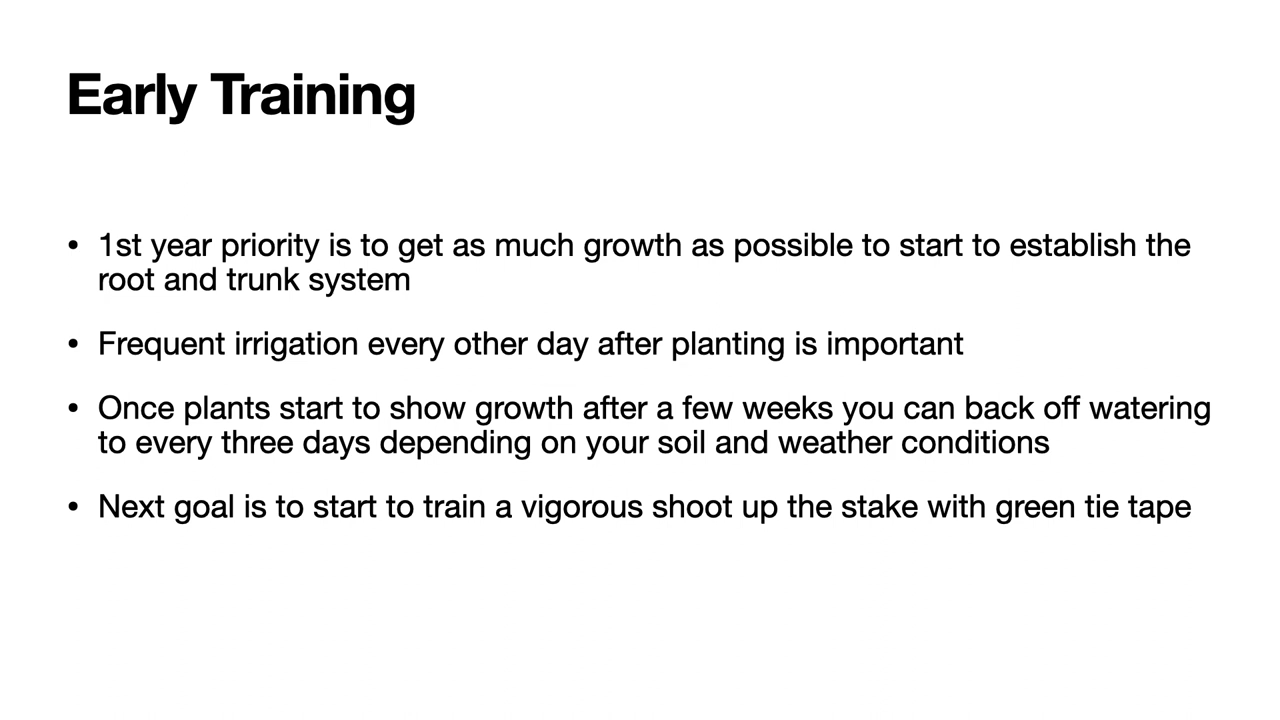 Early Training
• 1st year priority is to get as much growth as possible to start to establish the
root and trunk system
• Frequent irrigation every other day after planting is important
• Once plants start to show growth after a few weeks you can back off watering
to every three days depending on your soil and weather conditions
• Next goal is to start to train a vigorous shoot up the stake with green tie tape